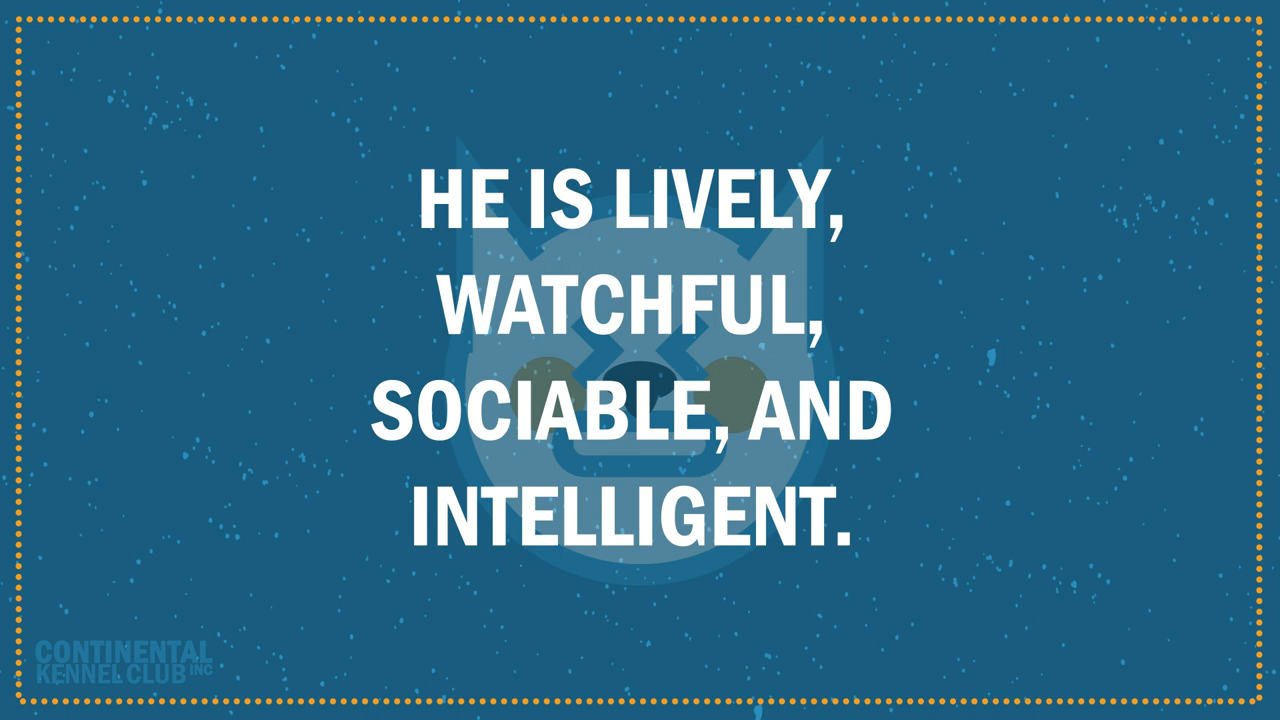 HE IS LIVELY,
WATCHFUL,
SOCIABLE, AND
INTELLIGENT.
CONTINENTAL
KENNEL CLUB INC